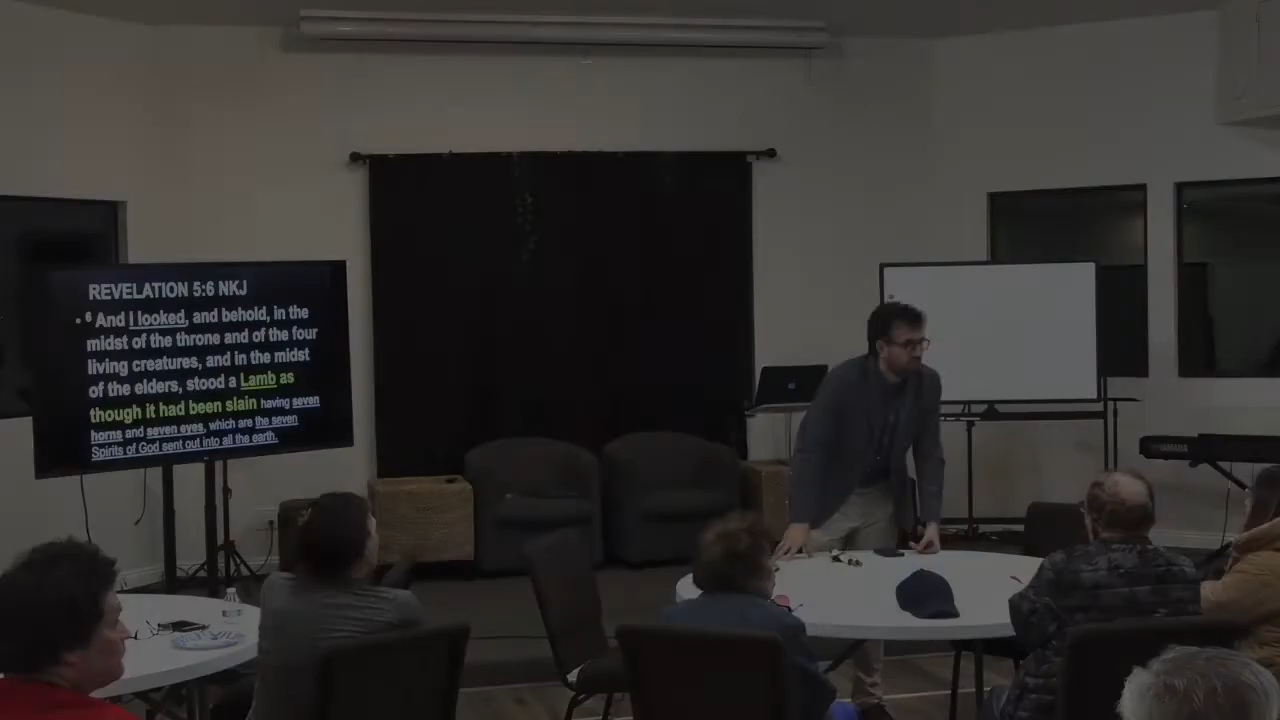 REVELATION 5:6 NKJ
• 6 And I looked, and behold, in the
midst of the throne and of the four
living creatures, and in the midst
of the elders, stood a Lamb as
though it had been slain having seven
horns and seven eyes, which are the seven
Spirits of God sent out into all the earth.
YAMAHA